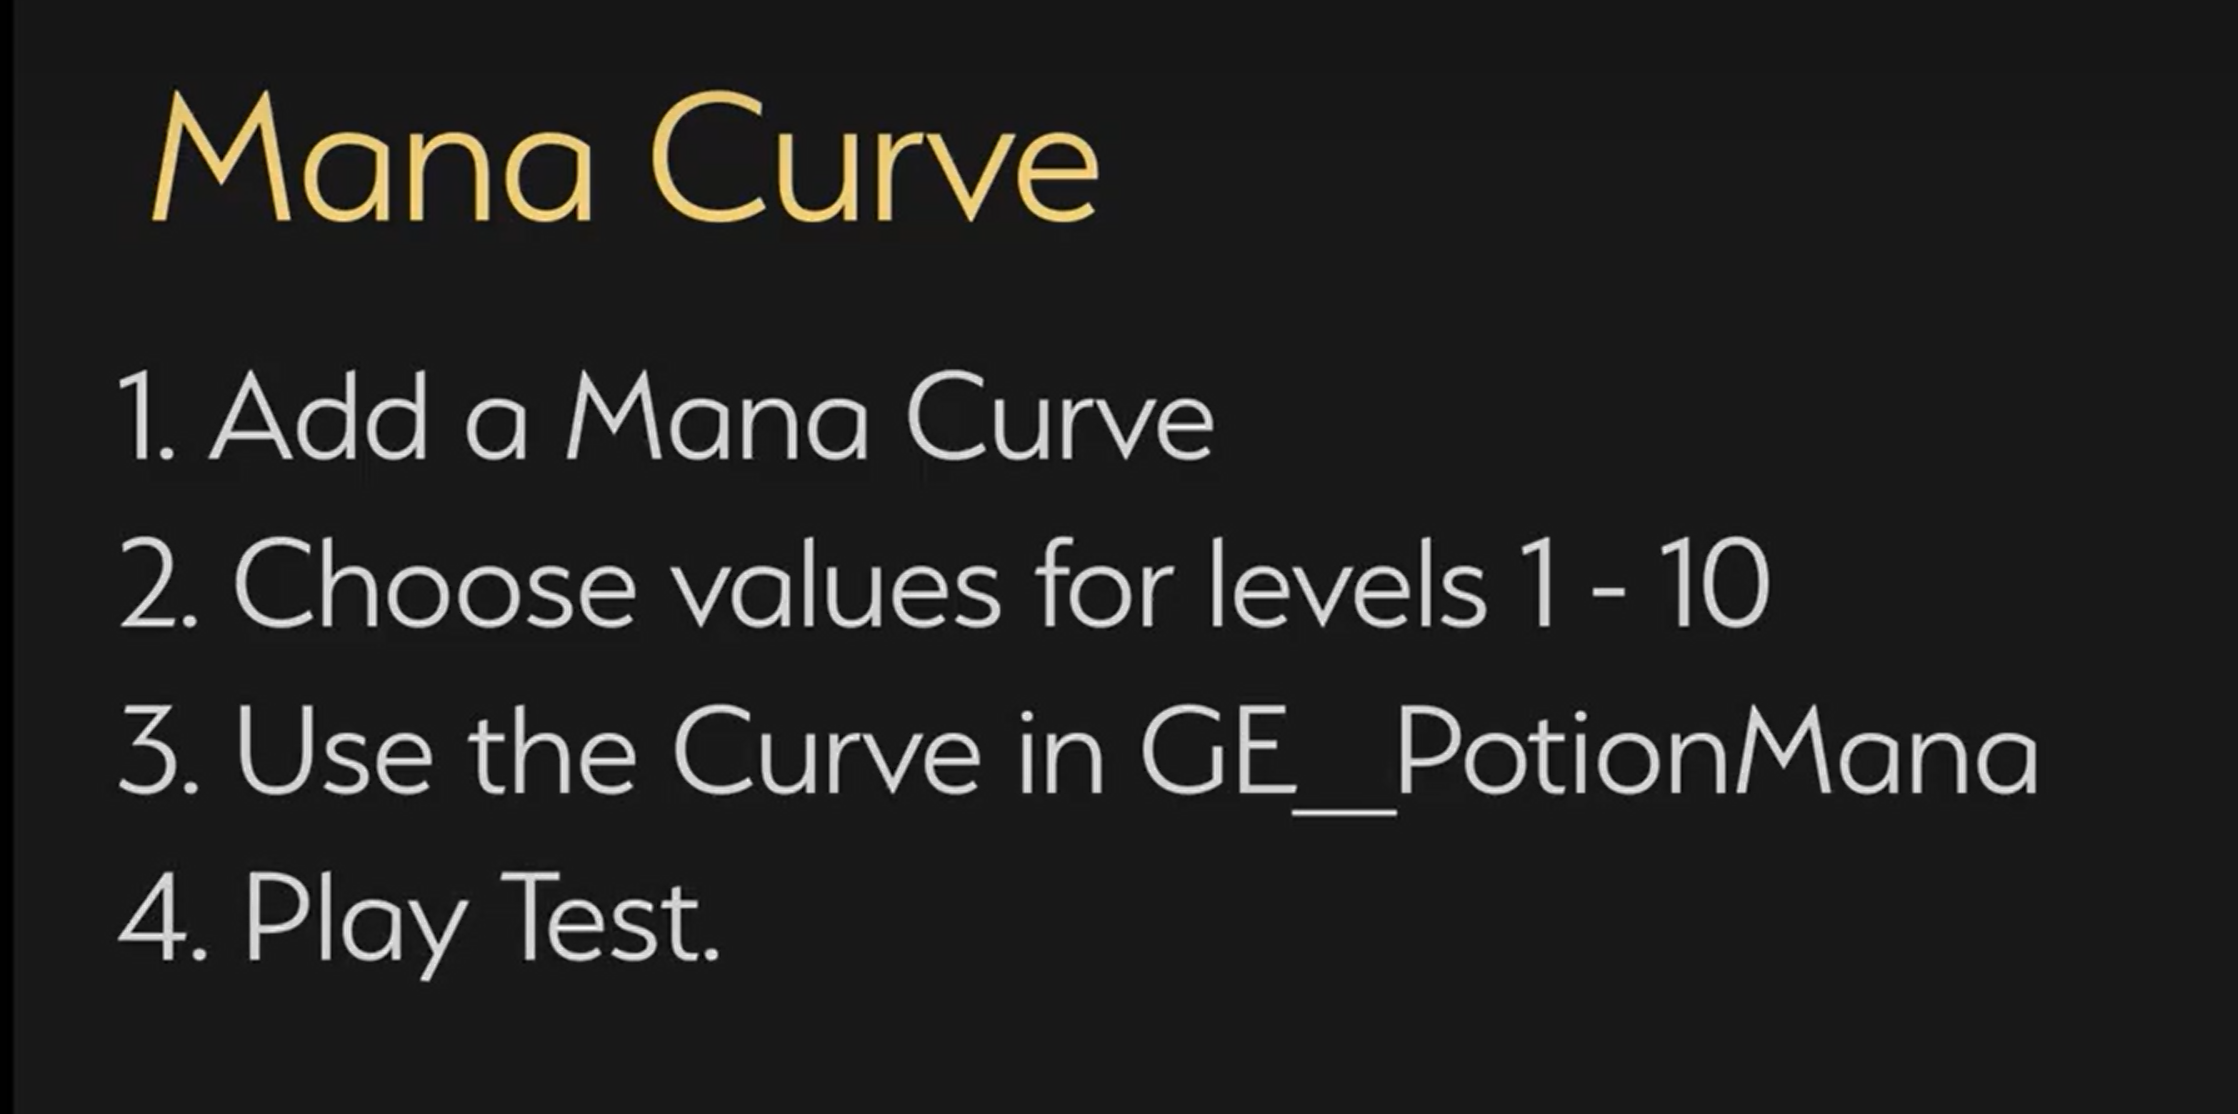 Mana Curve
1. Add a Mana Curve
2. Choose values for levels 1 - 10
3. Use the Curve in GE_PotionMana
4. Play Test.